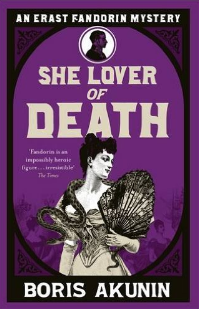 AN ERAST FANDORIN MYSTERY
SHE LOVER
OF
DEATH
'Fandorin is an
impossibly heroic
figure . . . irresistible'
The Times
BORIS AKUNIN